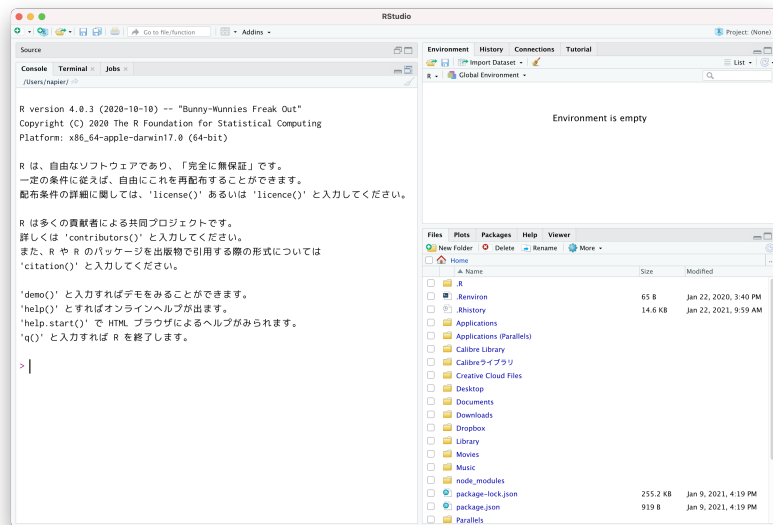 RStudio
Go to file/function
Addins
Project: (None)
Source
Console Terminal Jobs
/Users/napier/
R version 4.0.3 (2020-10-10) -- "Bunny-Wunnies Freak Out"
Copyright (C) 2020 The R Foundation for Statistical Computing
Platform: x86_64-apple-darwin17.0 (64-bit)
R は、自由なソフトウェアであり、「完全に無保証」です。
一定の条件に従えば、自由にこれを再配布することができます。
配布条件の詳細に関しては、'license()' あるいは 'licence()' と入力してください。
R は多くの貢献者による共同プロジェクトです。
詳しくは 'contributors()' と入力してください。
また、R や R のパッケージを出版物で引用する際の形式については
'citation()' と入力してください。
'demo()' と入力すればデモをみることができます。
'help()' とすればオンラインヘルプが出ます。
'help.start()' で HTML ブラウザによるヘルプがみられます。
'q()' と入力すれば R を終了します。
>
Environment History Connections Tutorial
Import Dataset List
R Global Environment
Environment is empty
Files Plots Packages Help Viewer
New Folder Delete Rename More
Home
Name Size Modified
.R
.Renviron 65 B Jan 22, 2020, 3:40 PM
.Rhistory 14.6 KB Jan 22, 2021, 9:59 AM
Applications
Applications (Parallels)
Calibre Library
Calibreライブラリ
Creative Cloud Files
Desktop
Documents
Downloads
Dropbox
Library
Movies
Music
node_modules
package-lock.json 255.2 KB Jan 9, 2021, 4:19 PM
package.json 919 B Jan 9, 2021, 4:19 PM
Parallels